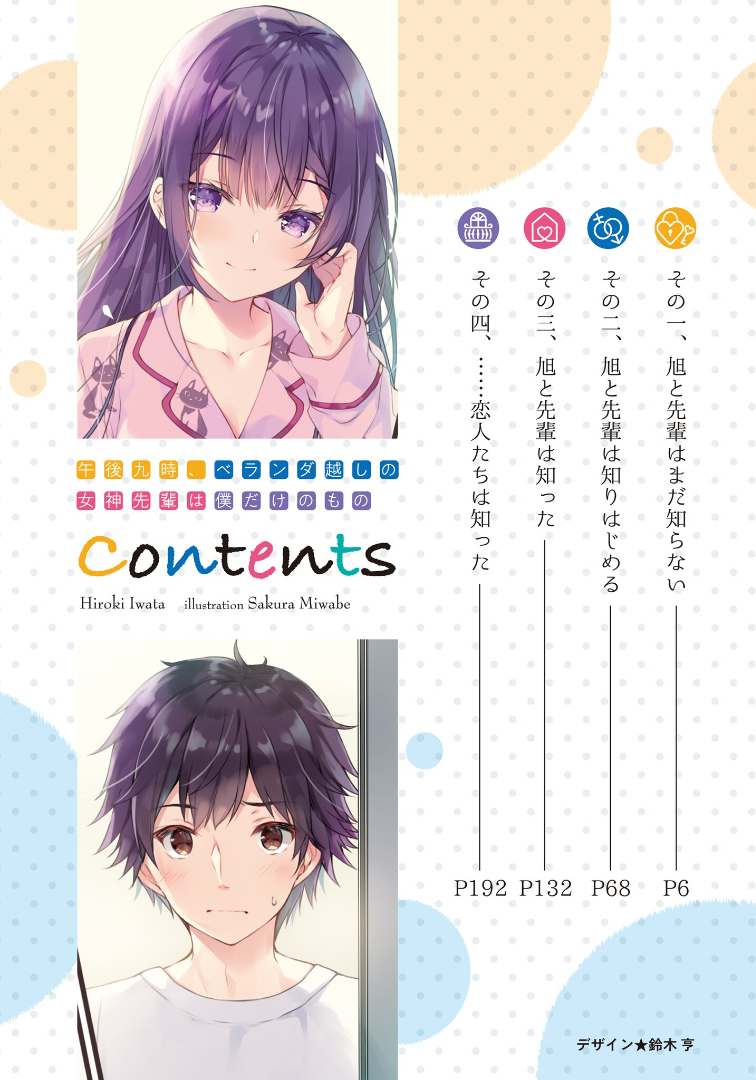 その一、旭と先輩はまだ知らない P6
その二、旭と先輩は知りはじめる P68
その三、旭と先輩は知った P132
その四、……恋人たちは知った P192
午後九時、ベランダ越しの
女神先輩は僕だけのもの
Contents
Hiroki Iwata illustration Sakura Miwabe
デザイン★鈴木 亨